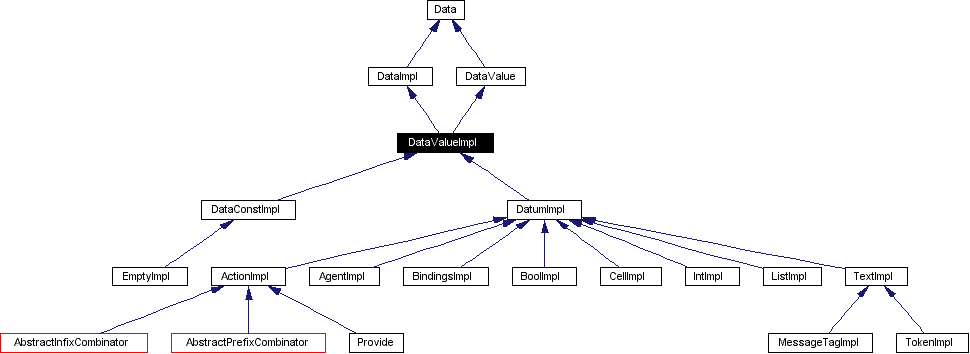 Data
DataImpl
DataValue
DataValueImpl
DataConstImpl
DatumImpl
EmptyImpl
ActionImpl
AgentImpl
BindingsImpl
BoolImpl
CellImpl
IntImpl
ListImpl
TextImpl
AbstractInfixCombinator
AbstractPrefixCombinator
Provide
MessageTagImpl
TokenImpl